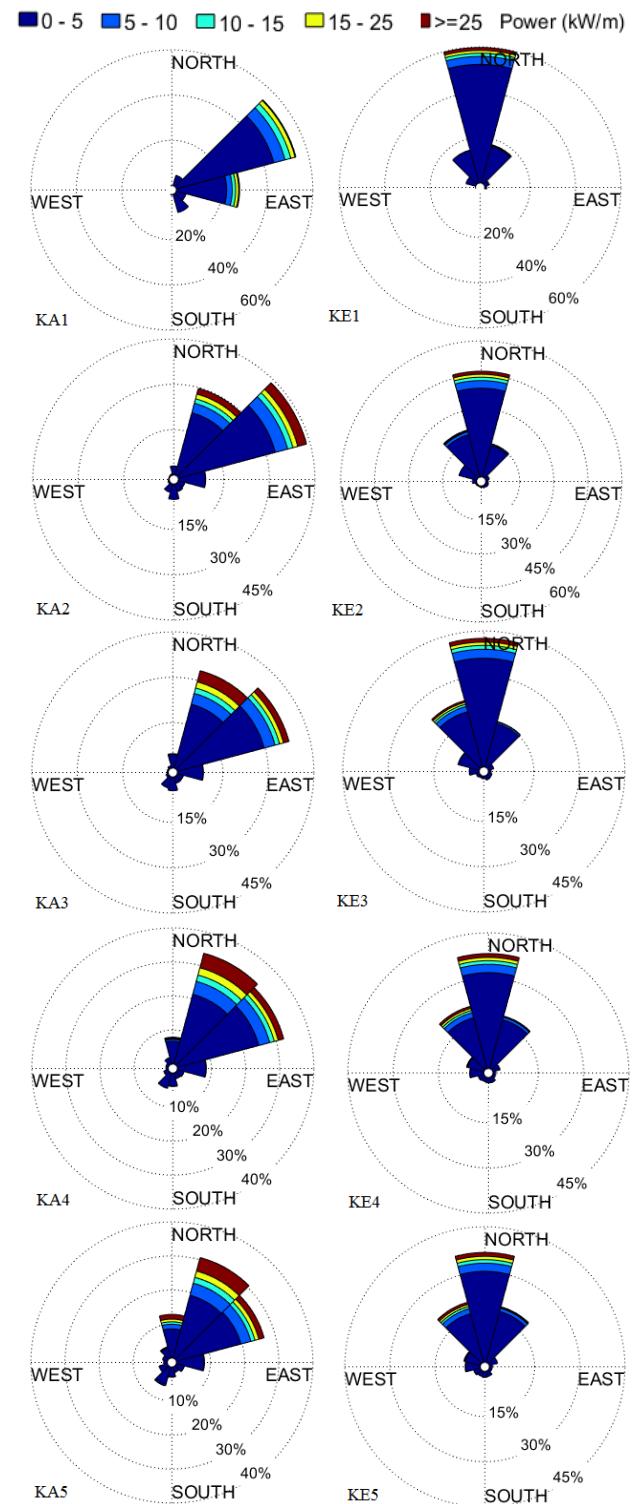 0 - 5 5 - 10 10 - 15 15 - 25 >=25 Power (kW/m)
NORTH
WEST EAST
20%
40%
60%
KA1 SOUTH
NORTH
WEST EAST
20%
40%
60%
KE1 SOUTH
NORTH
WEST EAST
15%
30%
45%
KA2 SOUTH
NORTH
WEST EAST
15%
30%
45%
60%
KE2 SOUTH
NORTH
WEST EAST
15%
30%
45%
KA3 SOUTH
NORTH
WEST EAST
15%
30%
45%
KE3 SOUTH
NORTH
WEST EAST
10%
20%
30%
40%
KA4 SOUTH
NORTH
WEST EAST
15%
30%
45%
KE4 SOUTH
NORTH
WEST EAST
10%
20%
30%
40%
KA5 SOUTH
NORTH
WEST EAST
15%
30%
45%
KE5 SOUTH